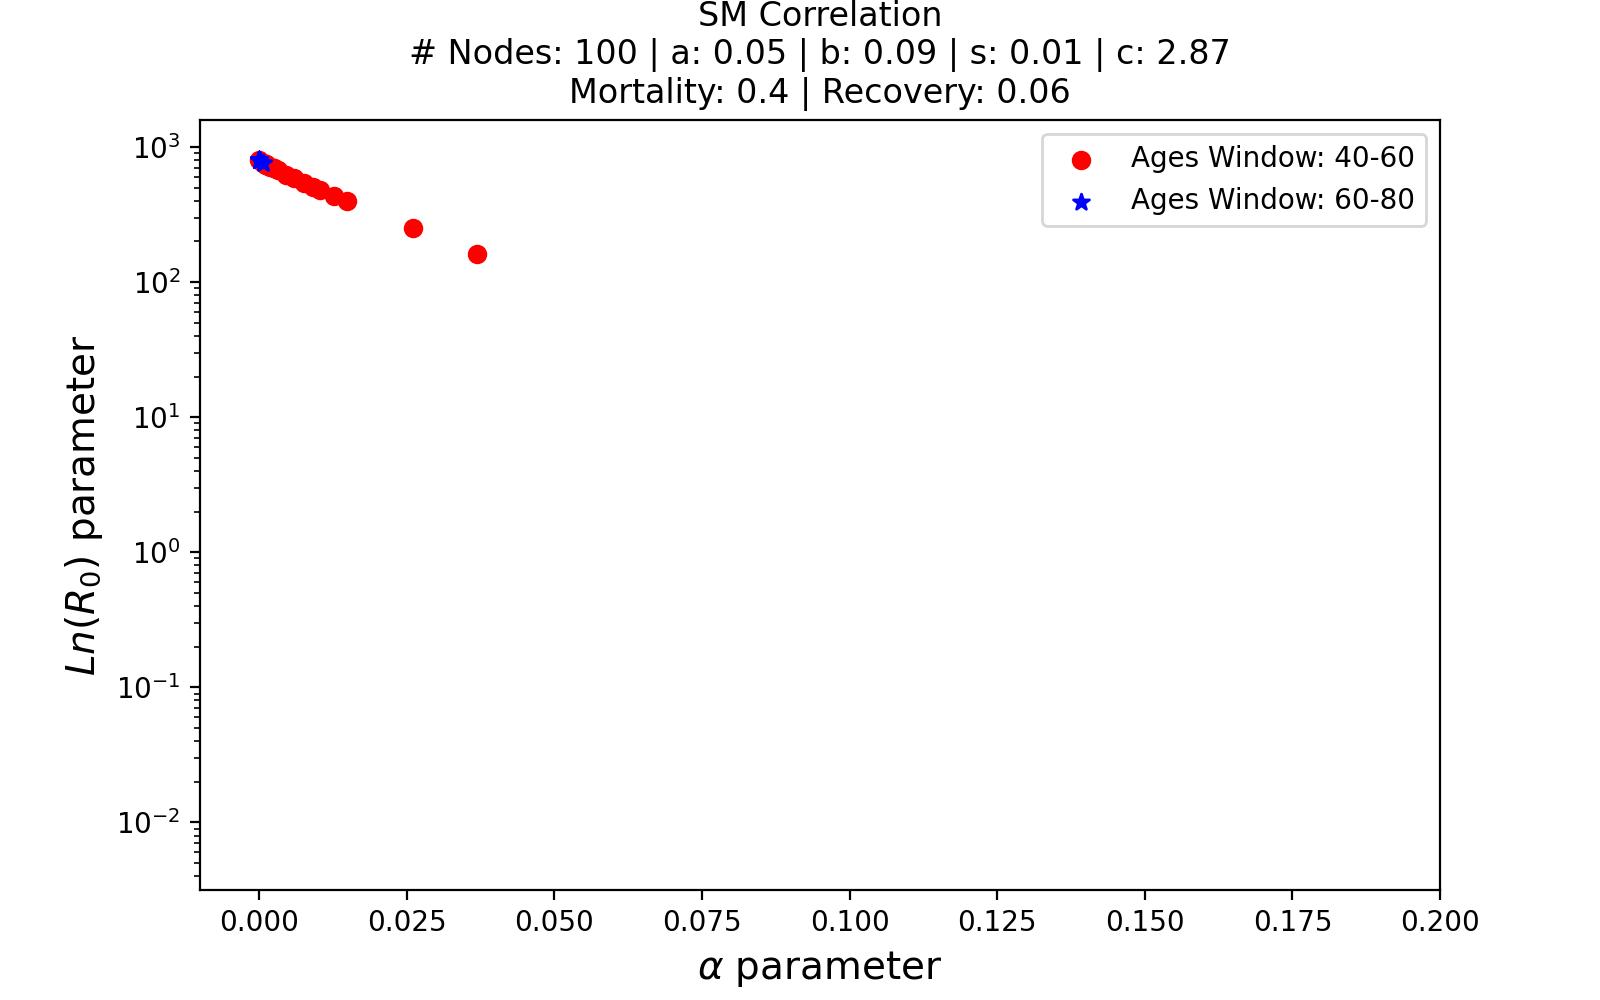 SM Correlation
# Nodes: 100 | a: 0.05 | b: 0.09 | s: 0.01 | c: 2.87
Mortality: 0.4 | Recovery: 0.06
Ages Window: 40-60
Ages Window: 60-80
Ln(R₀) parameter
10³
10²
10¹
10⁰
10⁻¹
10⁻²
0.000 0.025 0.050 0.075 0.100 0.125 0.150 0.175 0.200
α parameter